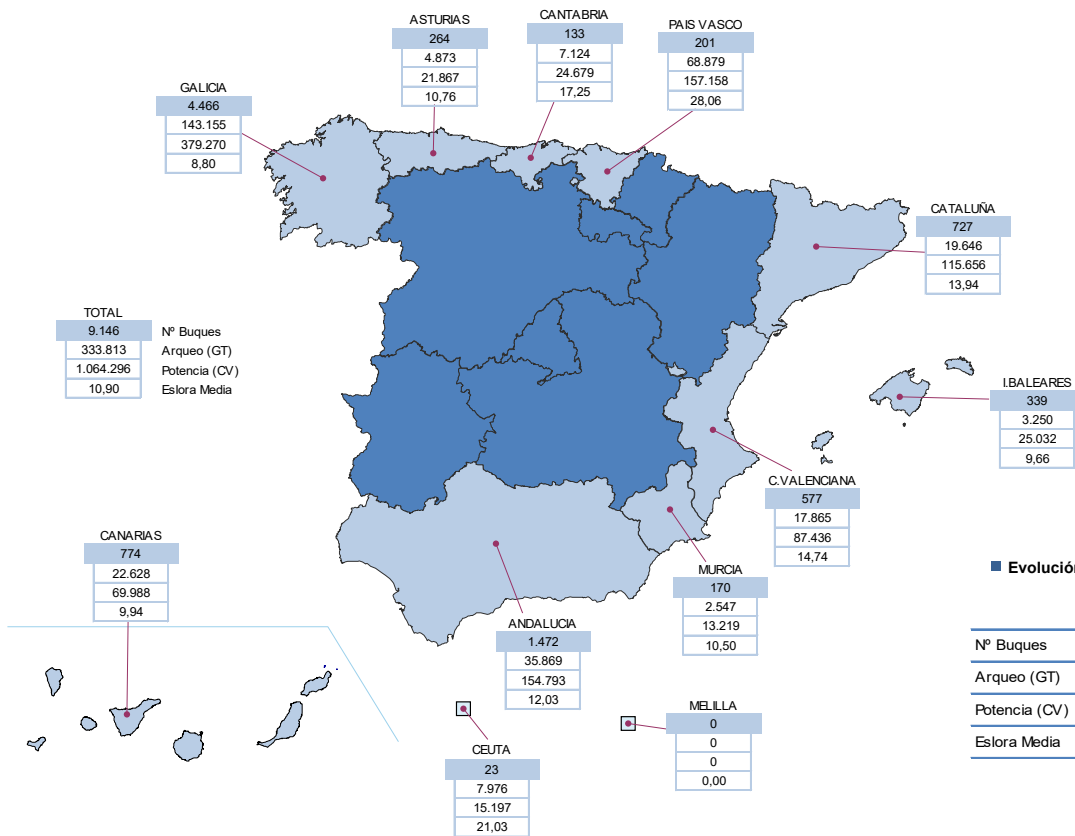 ASTURIAS
264
4.873
21.867
10,76
CANTABRIA
133
7.124
24.679
17,25
PAIS VASCO
201
68.879
157.158
28,06
GALICIA
4.466
143.155
379.270
8,80
CATALUÑA
727
19.646
115.656
13,94
TOTAL
9.146 Nº Buques
333.813 Arqueo (GT)
1.064.296 Potencia (CV)
10,90 Eslora Media
I.BALEARES
339
3.250
25.032
9,66
C.VALENCIANA
577
17.865
87.436
14,74
CANARIAS
774
22.628
69.988
9,94
MURCIA
170
2.547
13.219
10,50
ANDALUCIA
1.472
35.869
154.793
12,03
CEUTA
23
7.976
15.197
21,03
MELILLA
0
0
0
0,00
Evolución
Nº Buques
Arqueo (GT)
Potencia (CV)
Eslora Media